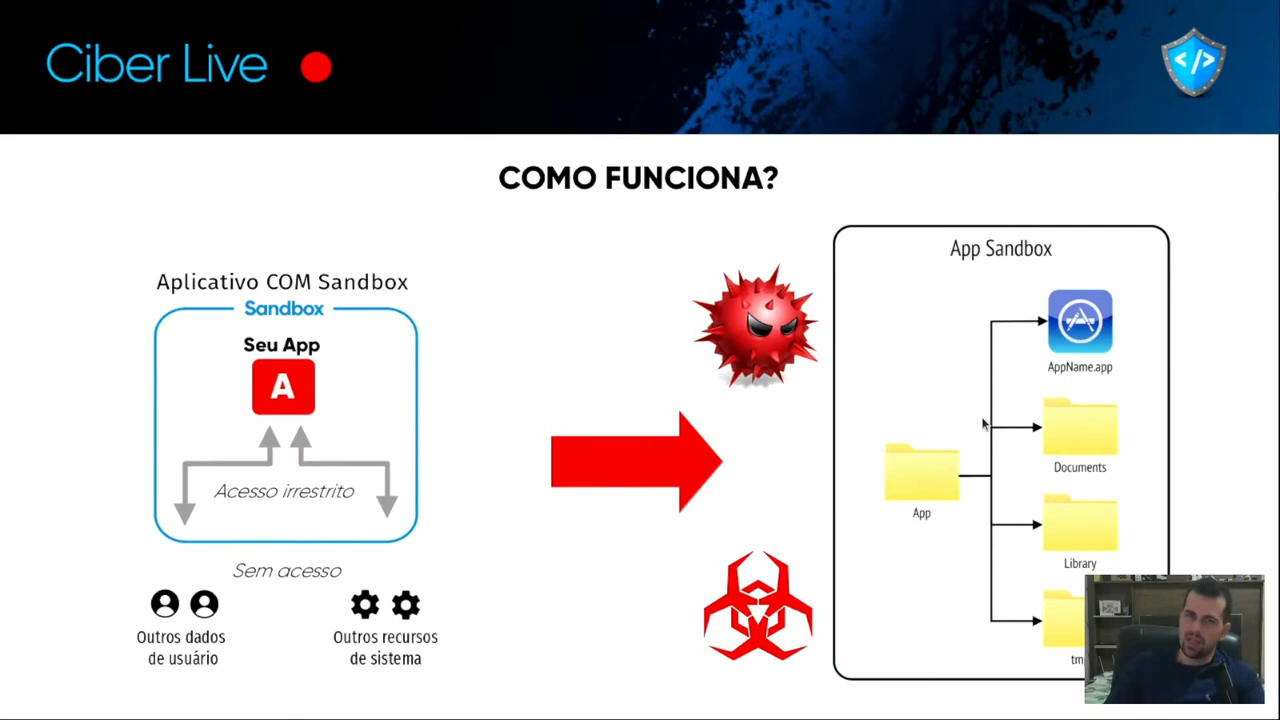 Ciber Live
</>
COMO FUNCIONA?
Aplicativo COM Sandbox
Sandbox
Seu App
A
Acesso irrestrito
Sem acesso
Outros dados
de usuário
Outros recursos
de sistema
App Sandbox
AppName.app
Documents
App
Library
tm